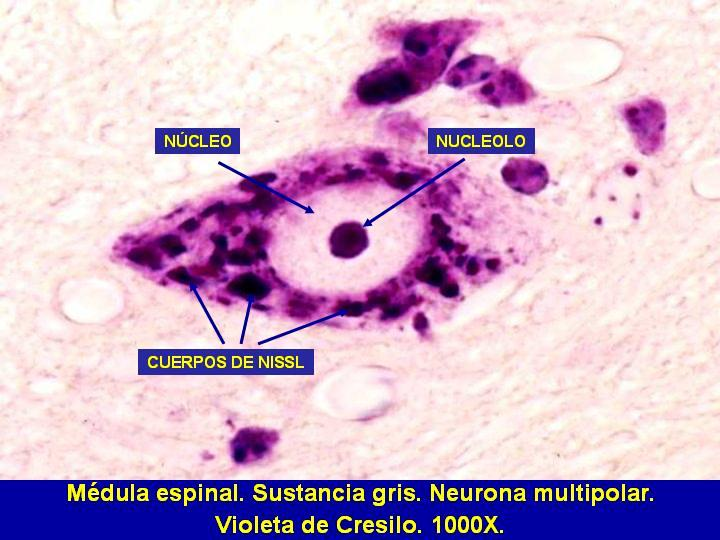 NÚCLEO
NUCLEOLO
CUERPOS DE NISSL
Médula espinal. Sustancia gris. Neurona multipolar.
Violeta de Cresilo. 1000X.